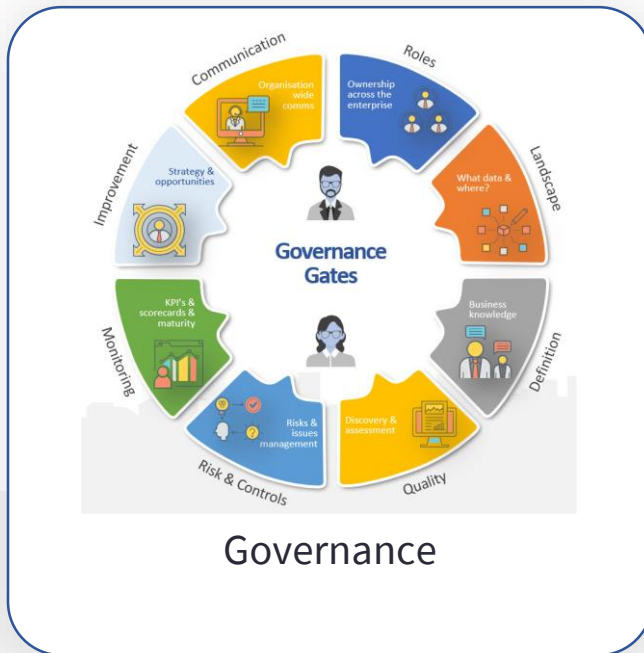 Communication
Organisation
wide
comms
Roles
Ownership
across the
enterprise
Landscape
What data &
where?
Definition
Business
knowledge
Quality
Discovery &
assessment
Risk & Controls
Risks &
issues
management
Monitoring
KPI's &
scorecards &
maturity
Improvement
Strategy &
opportunities
Governance
Gates
Governance